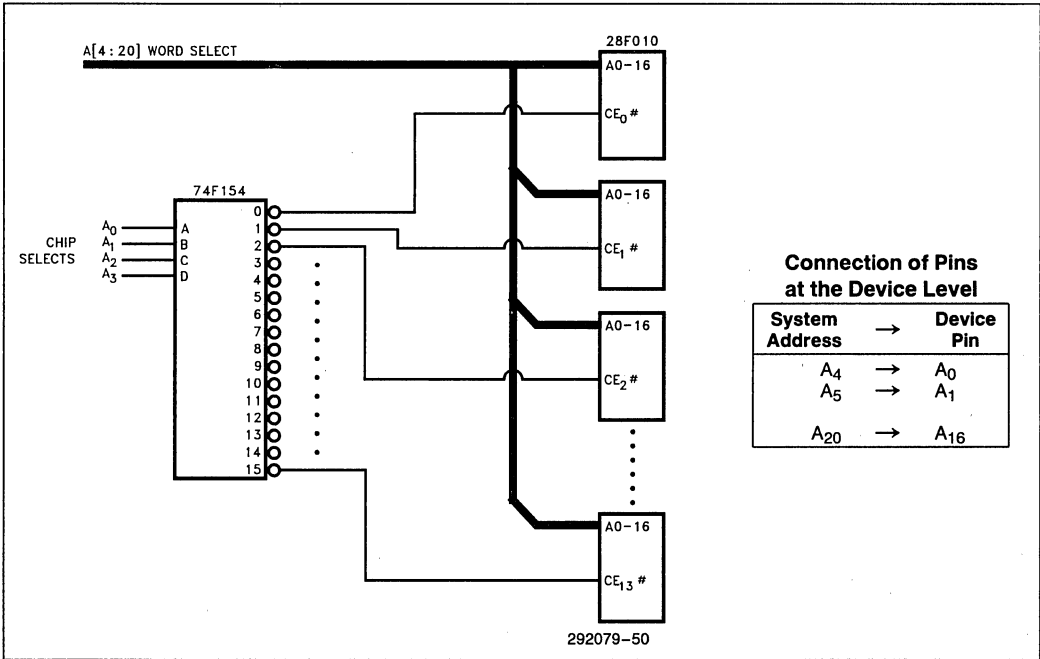 A[4:20] WORD SELECT
28F010
A0-16
CE0#
74F154
A0-16
CE1#
CHIP
SELECTS
A0
A1
A2
A3
A
B
C
D
0
1
2
3
4
5
6
7
8
9
10
11
12
13
14
15
A0-16
CE2#
A0-16
CE13#
Connection of Pins
at the Device Level
System Address → Device Pin
A4 → A0
A5 → A1
A20 → A16
292079-50